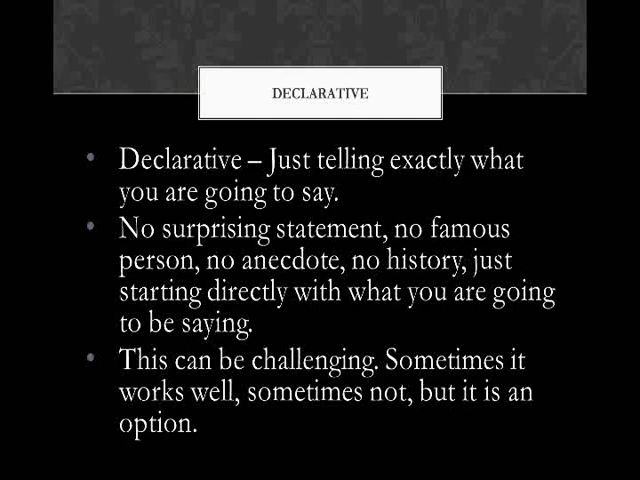 DECLARATIVE
• Declarative – Just telling exactly what
you are going to say.
• No surprising statement, no famous
person, no anecdote, no history, just
starting directly with what you are going
to be saying.
• This can be challenging. Sometimes it
works well, sometimes not, but it is an
option.